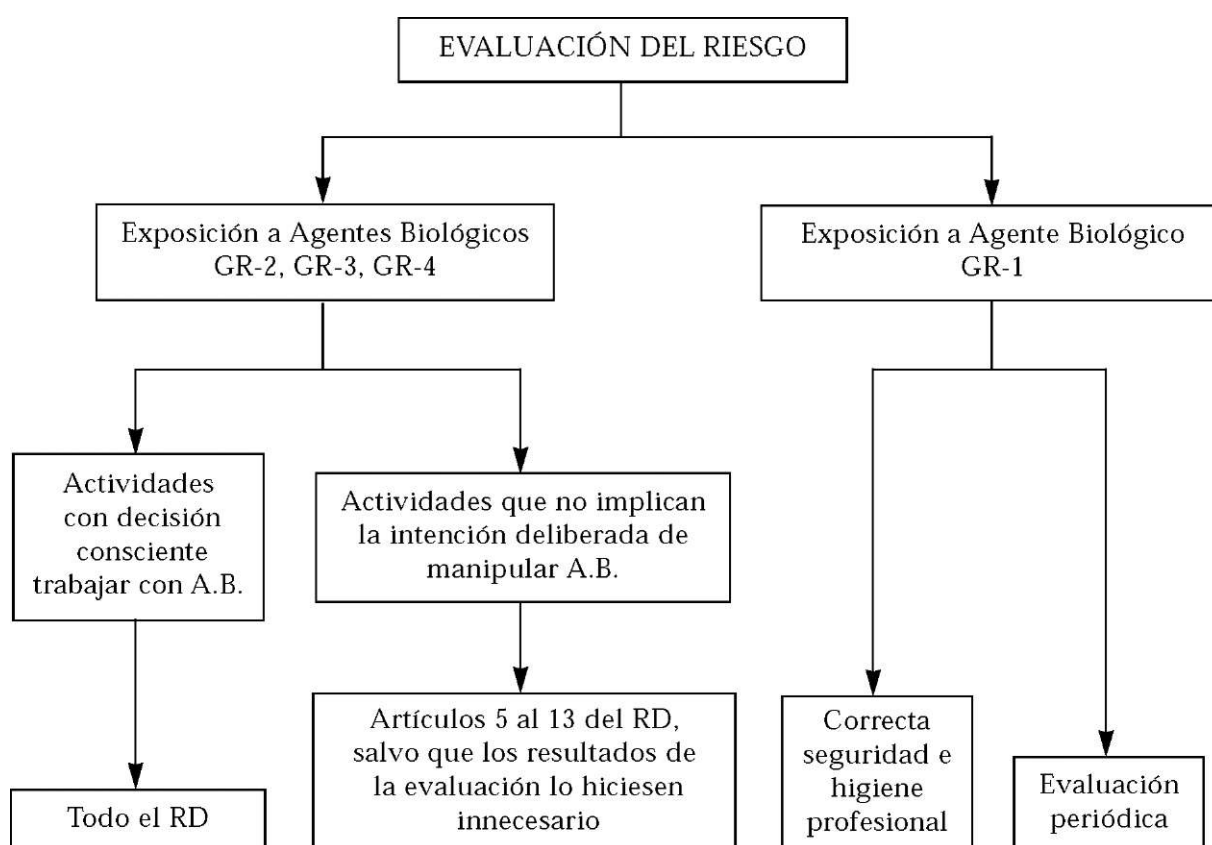 EVALUACIÓN DEL RIESGO
Exposición a Agentes Biológicos
GR-2, GR-3, GR-4
Exposición a Agente Biológico
GR-1
Actividades
con decisión
consciente
trabajar con A.B.
Actividades que no implican
la intención deliberada de
manipular A.B.
Todo el RD
Artículos 5 al 13 del RD,
salvo que los resultados de
la evaluación lo hiciesen
innecesario
Correcta
seguridad e
higiene
profesional
Evaluación
periódica